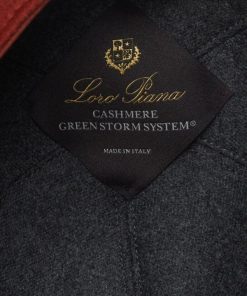 Loro Piana
CASHMERE
GREEN STORM SYSTEM®
MADE IN ITALY